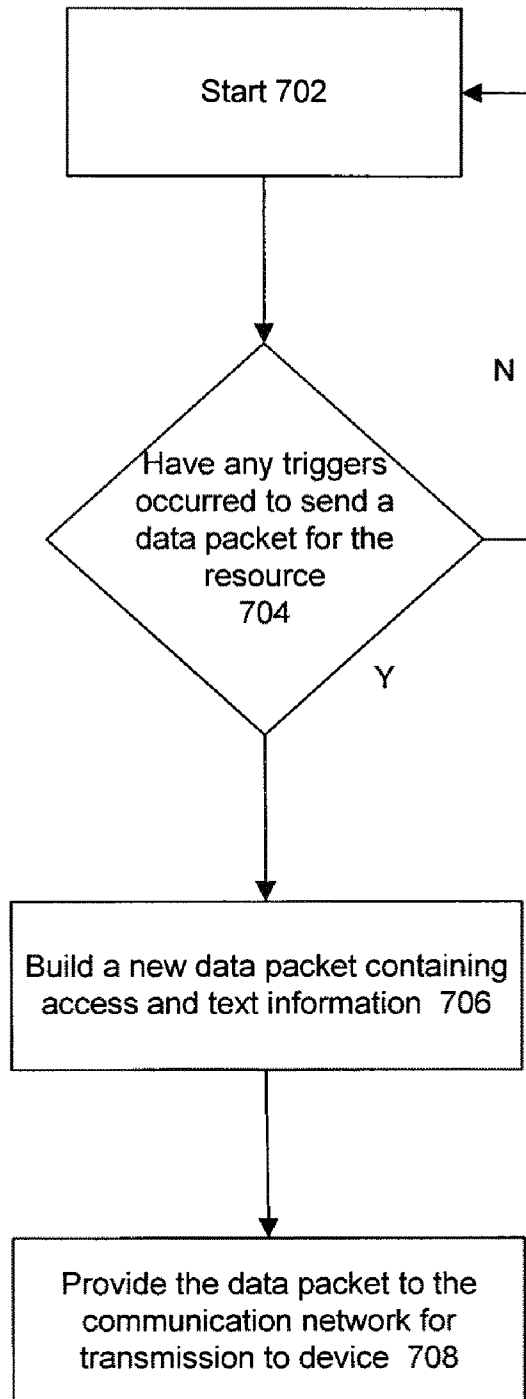 Start 702
N
Have any triggers
occurred to send a
data packet for the
resource
704
Y
Build a new data packet containing
access and text information 706
Provide the data packet to the
communication network for
transmission to device 708